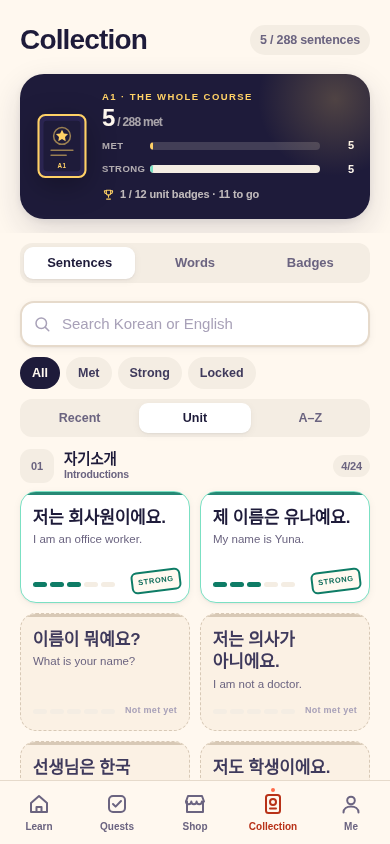 Collection
5 / 288 sentences
A1 · THE WHOLE COURSE
5 / 288 met
A1
MET 5
STRONG 5
1 / 12 unit badges · 11 to go
Sentences Words Badges
Search Korean or English
All Met Strong Locked
Recent Unit A–Z
01 자기소개 4/24
Introductions
저는 회사원이에요.
I am an office worker.
STRONG
제 이름은 유나예요.
My name is Yuna.
STRONG
이름이 뭐예요?
What is your name?
Not met yet
저는 의사가
아니에요.
I am not a doctor.
Not met yet
선생님은 한국
저도 학생이에요.
Learn Quests Shop Collection Me